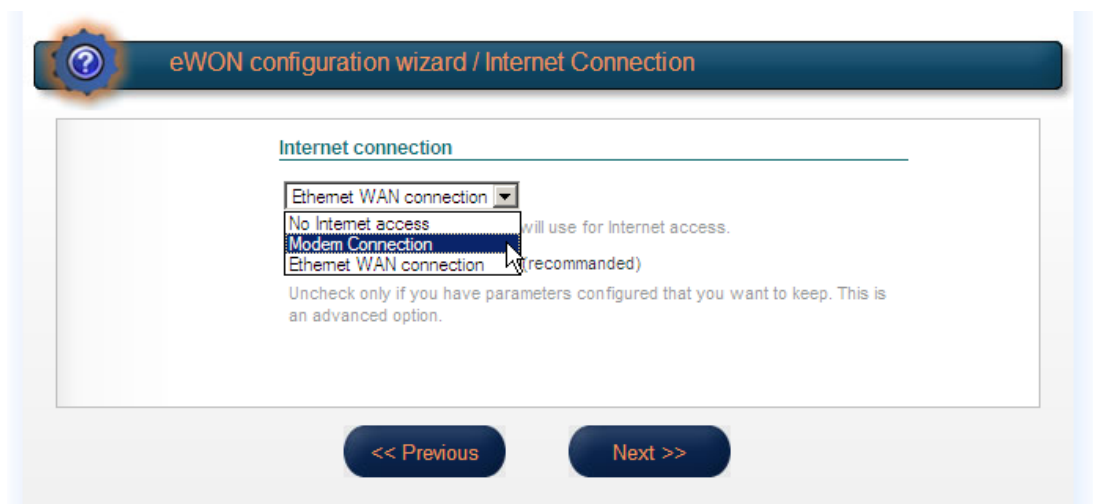 eWON configuration wizard / Internet Connection
Internet connection
Ethernet WAN connection
No Internet access
will use for Internet access.
Modem Connection
Ethernet WAN connection (recommanded)
Uncheck only if you have parameters configured that you want to keep. This is
an advanced option.
<< Previous
Next >>